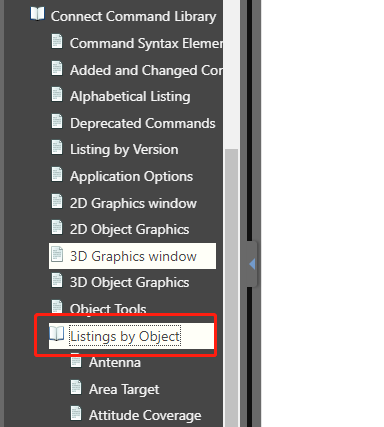 Connect Command Library
Command Syntax Elemer
Added and Changed Cor
Alphabetical Listing
Deprecated Commands
Listing by Version
Application Options
2D Graphics window
2D Object Graphics
3D Graphics window
3D Object Graphics
Object Tools
Listings by Object
Antenna
Area Target
Attitude Coverage